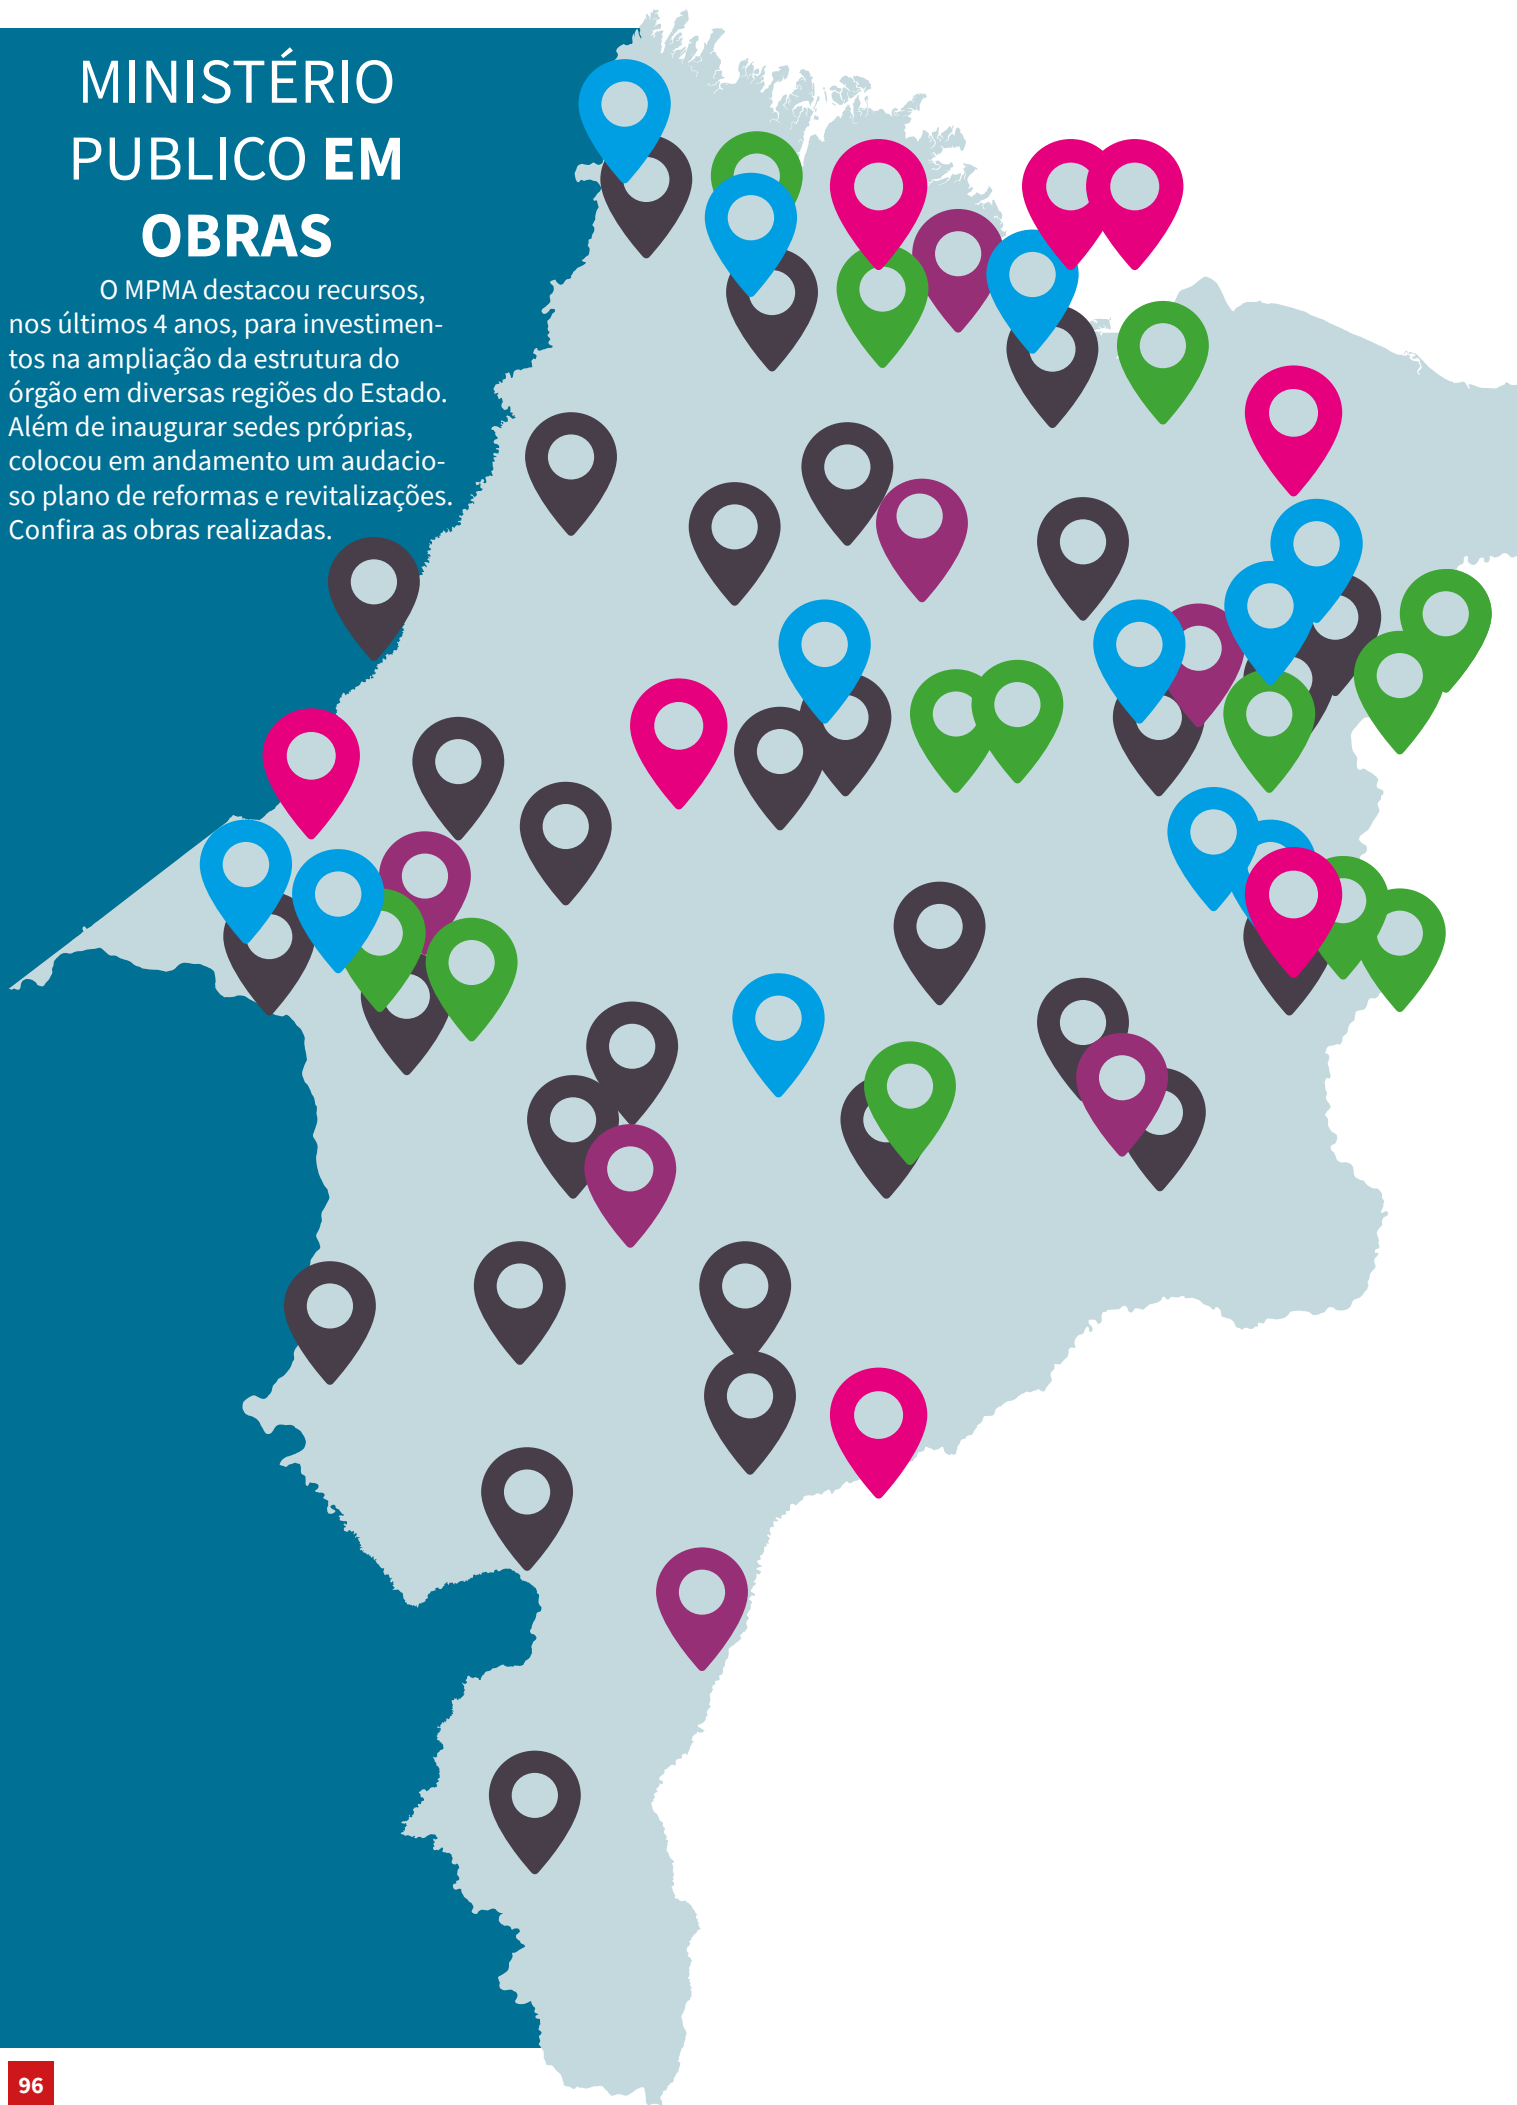 MINISTÉRIO
PUBLICO EM
OBRAS
O MPMA destacou recursos,
nos últimos 4 anos, para investimen-
tos na ampliação da estrutura do
órgão em diversas regiões do Estado.
Além de inaugurar sedes próprias,
colocou em andamento um audacio-
so plano de reformas e revitalizações.
Confira as obras realizadas.
96